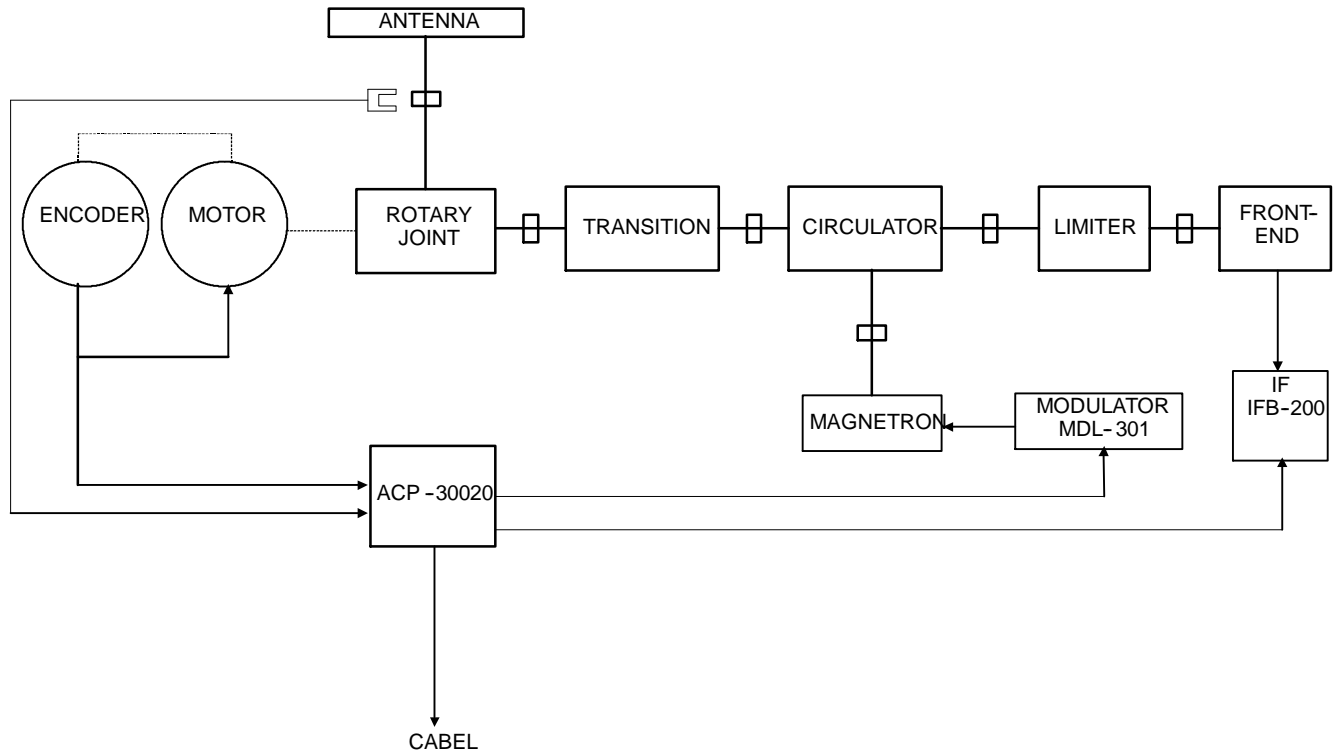 ANTENNA
ENCODER
MOTOR
ROTARY
JOINT
TRANSITION
CIRCULATOR
LIMITER
FRONT-
END
MAGNETRON
MODULATOR
MDL-301
IF
IFB-200
ACP-30020
CABEL